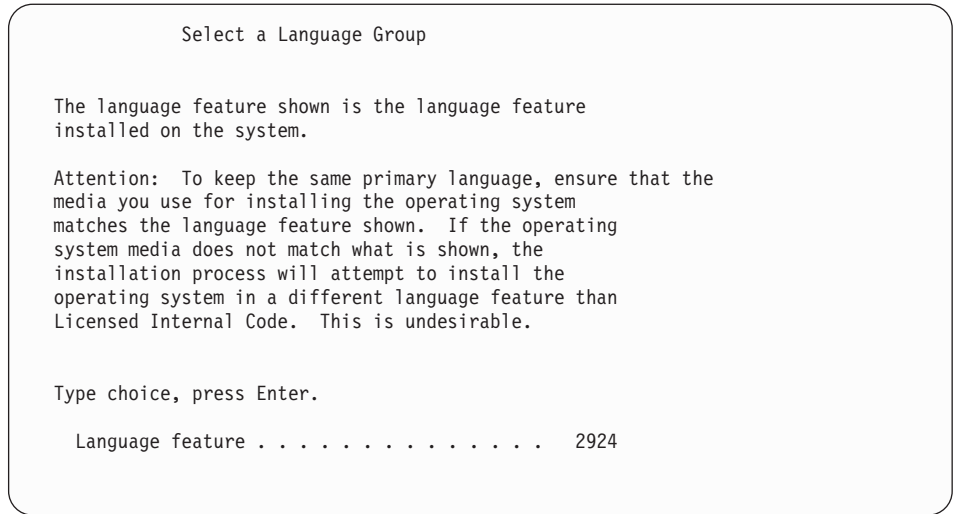 Select a Language Group
The language feature shown is the language feature
installed on the system.
Attention:  To keep the same primary language, ensure that the
media you use for installing the operating system
matches the language feature shown.  If the operating
system media does not match what is shown, the
installation process will attempt to install the
operating system in a different language feature than
Licensed Internal Code.  This is undesirable.
Type choice, press Enter.
Language feature . . . . . . . . . . . . . .   2924